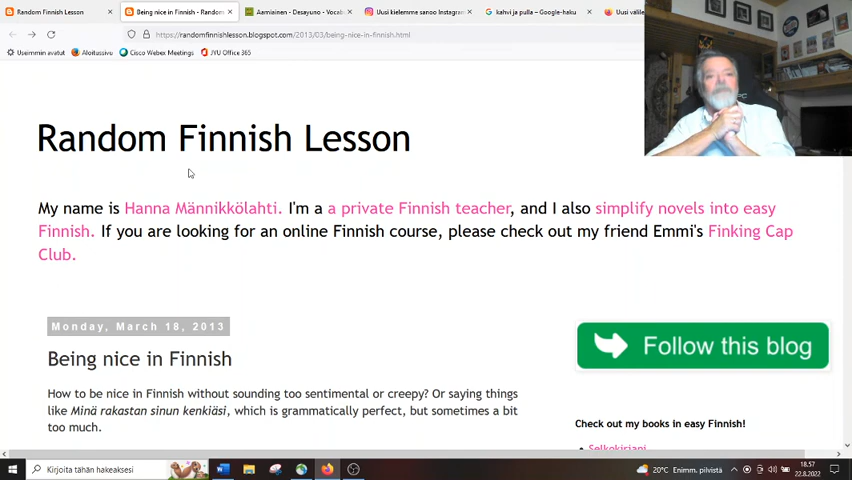 Random Finnish Lesson
Being nice in Finnish - Random
Aamiainen - Desayuno - Vocab
Uusi kielemme sanoo Instagram
kahvi ja pulla – Google-haku
https://randomfinnishlesson.blogspot.com/2013/03/being-nice-in-finnish.html
Useimmin avatut
Aloitussivu
Cisco Webex Meetings
JYU Office 365
Random Finnish Lesson
My name is Hanna Männikkölahti. I'm a a private Finnish teacher, and I also simplify novels into easy
Finnish. If you are looking for an online Finnish course, please check out my friend Emmi's Finking Cap
Club.
Monday, March 18, 2013
Being nice in Finnish
Follow this blog
How to be nice in Finnish without sounding too sentimental or creepy? Or saying things
like Minä rakastan sinun kenkiäsi, which is grammatically perfect, but sometimes a bit
too much.
Check out my books in easy Finnish!
Selkokirjani
Kirjoita tähän hakeaksesi
20°C Enimm. pilvistä
18.57
22.8.2022